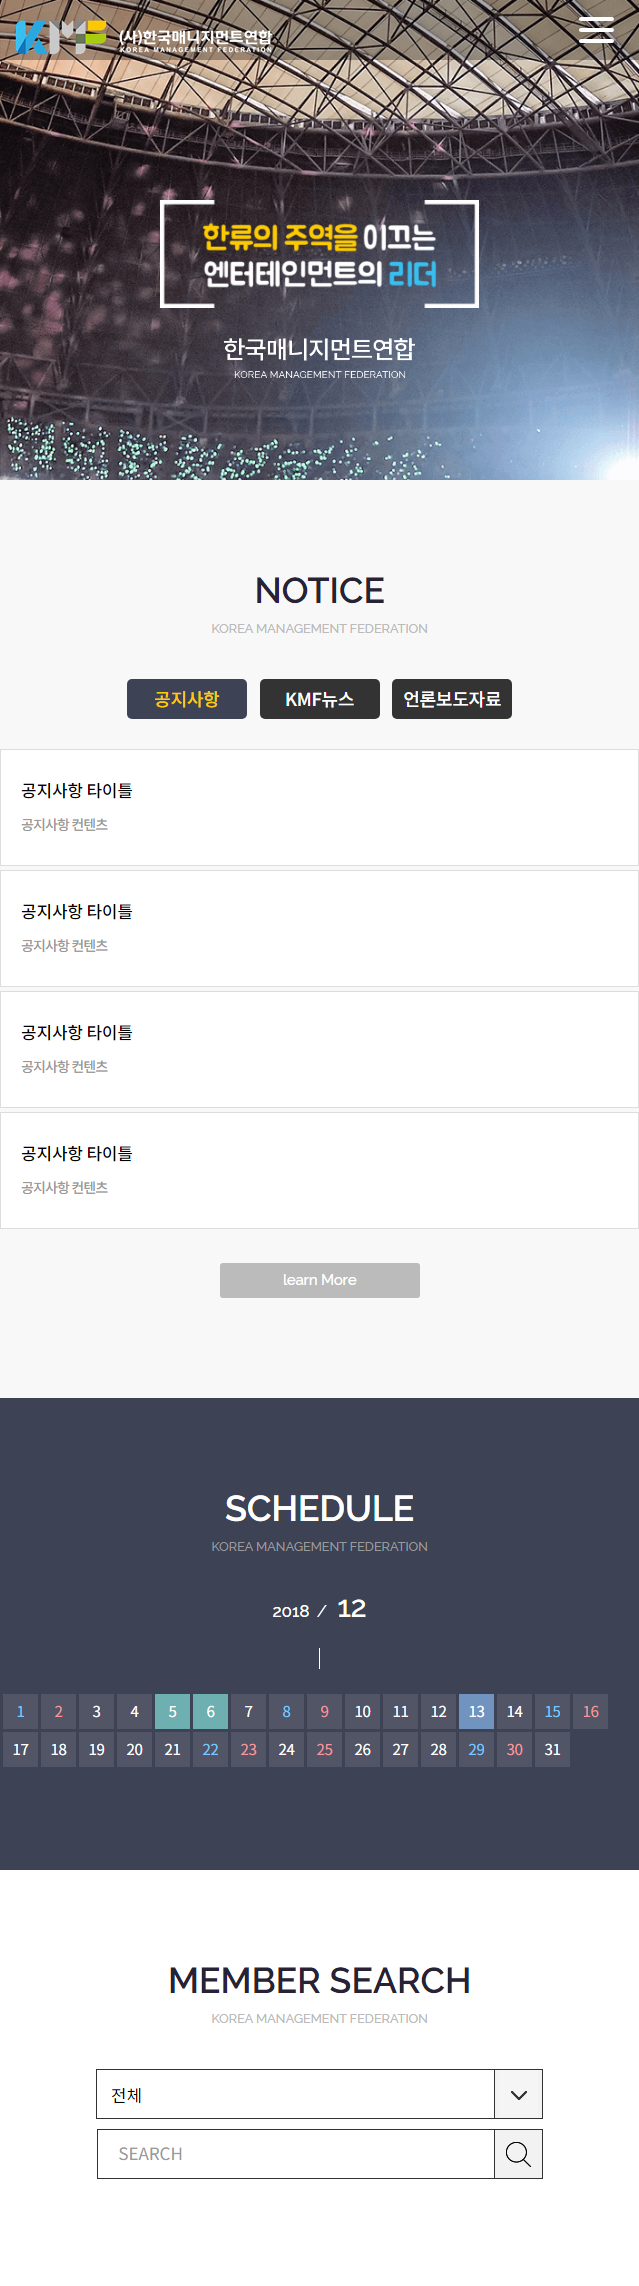 KMF (사)한국매니지먼트연합
KOREA MANAGEMENT FEDERATION
한류의 주역을 이끄는
엔터테인먼트의 리더
한국매니지먼트연합
KOREA MANAGEMENT FEDERATION
NOTICE
KOREA MANAGEMENT FEDERATION
공지사항 KMF뉴스 언론보도자료
공지사항 타이틀
공지사항 컨텐츠
공지사항 타이틀
공지사항 컨텐츠
공지사항 타이틀
공지사항 컨텐츠
공지사항 타이틀
공지사항 컨텐츠
learn More
SCHEDULE
KOREA MANAGEMENT FEDERATION
2018 / 12
1 2 3 4 5 6 7 8 9 10 11 12 13 14 15 16
17 18 19 20 21 22 23 24 25 26 27 28 29 30 31
MEMBER SEARCH
KOREA MANAGEMENT FEDERATION
전체
SEARCH